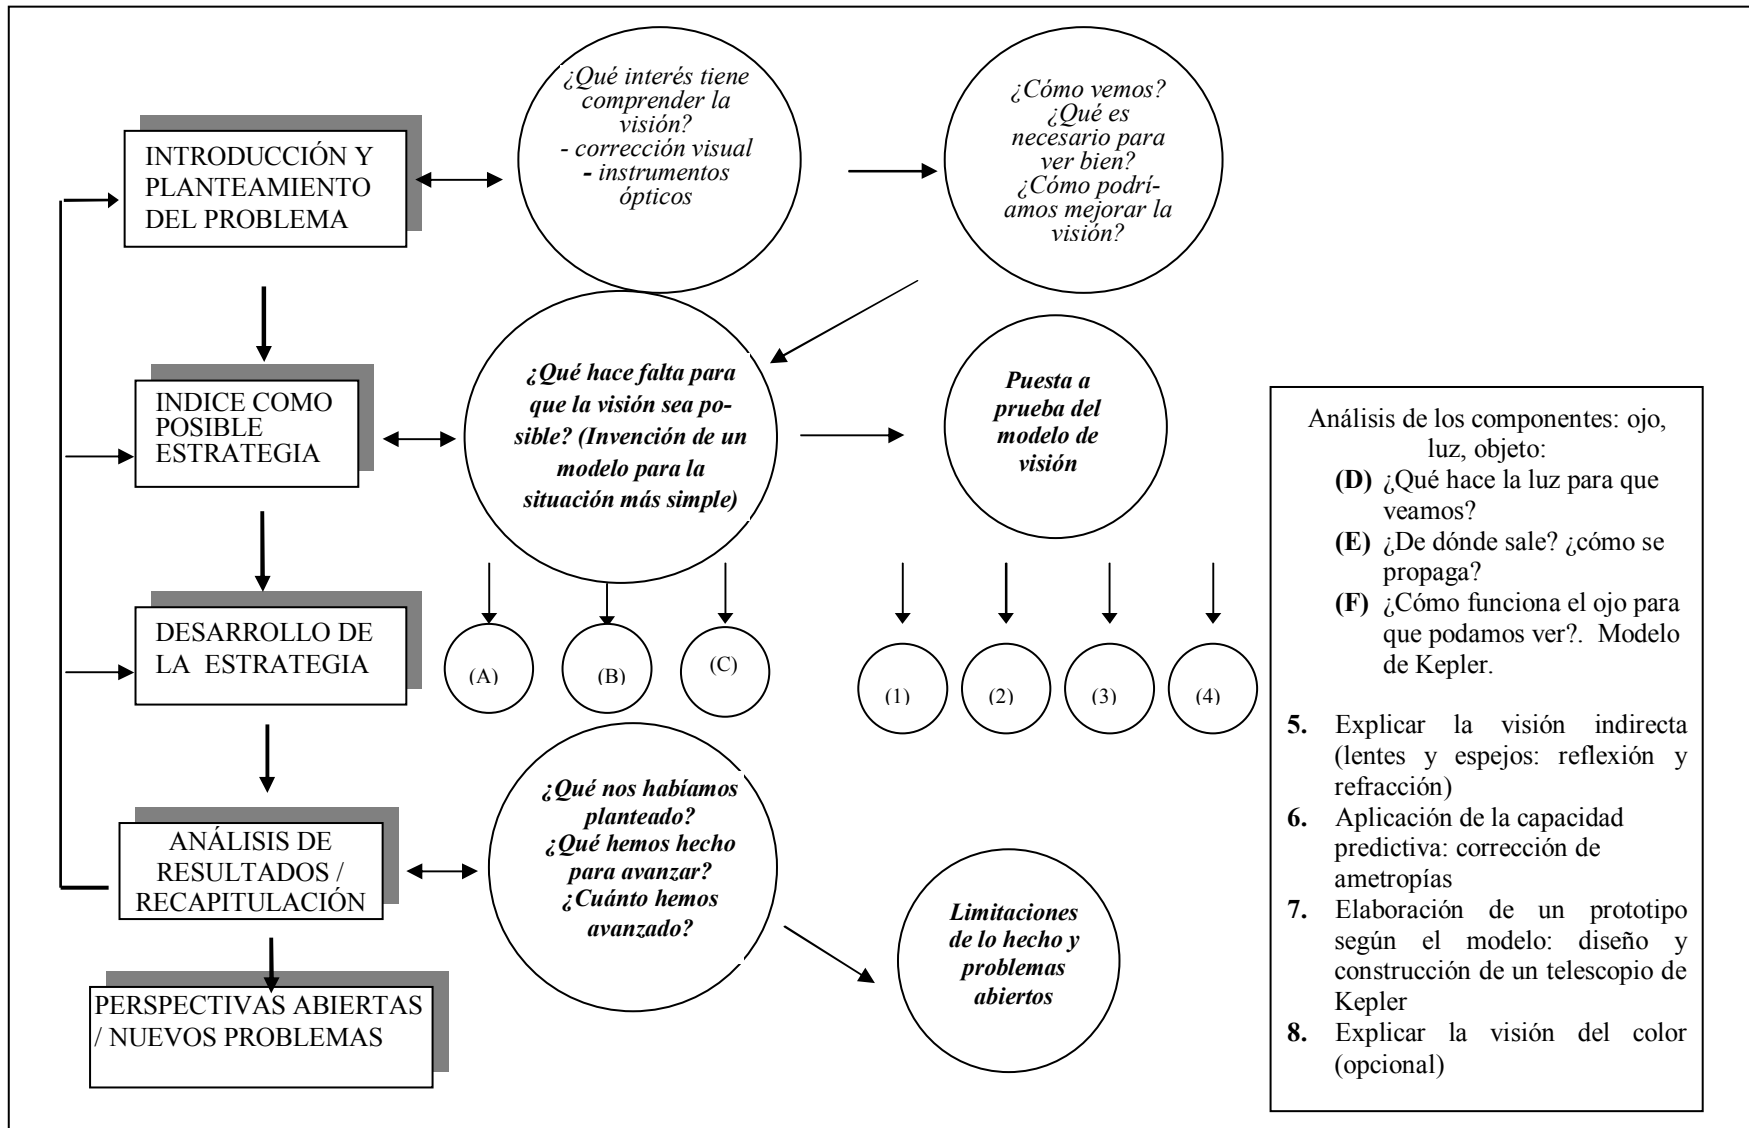 ¿Qué interés tiene
comprender la
visión?
- corrección visual
- instrumentos
ópticos
¿Cómo vemos?
¿Qué es
necesario para
ver bien?
¿Cómo podrí-
amos mejorar la
visión?
INTRODUCCIÓN Y
PLANTEAMIENTO
DEL PROBLEMA
¿Qué hace falta para
que la visión sea po-
sible? (Invención de un
modelo para la
situación más simple)
Puesta a
prueba del
modelo de
visión
INDICE COMO
POSIBLE
ESTRATEGIA
DESARROLLO DE
LA ESTRATEGIA
(A)
(B)
(C)
(1)
(2)
(3)
(4)
ANÁLISIS DE
RESULTADOS /
RECAPITULACIÓN
¿Qué nos habíamos
planteado?
¿Qué hemos hecho
para avanzar?
¿Cuánto hemos
avanzado?
Limitaciones
de lo hecho y
problemas
abiertos
PERSPECTIVAS ABIERTAS
/ NUEVOS PROBLEMAS
Análisis de los componentes: ojo,
luz, objeto:
(D) ¿Qué hace la luz para que
veamos?
(E) ¿De dónde sale? ¿cómo se
propaga?
(F) ¿Cómo funciona el ojo para
que podamos ver?. Modelo
de Kepler.
5. Explicar la visión indirecta
(lentes y espejos: reflexión y
refracción)
6. Aplicación de la capacidad
predictiva: corrección de
ametropías
7. Elaboración de un prototipo
según el modelo: diseño y
construcción de un telescopio de
Kepler
8. Explicar la visión del color
(opcional)